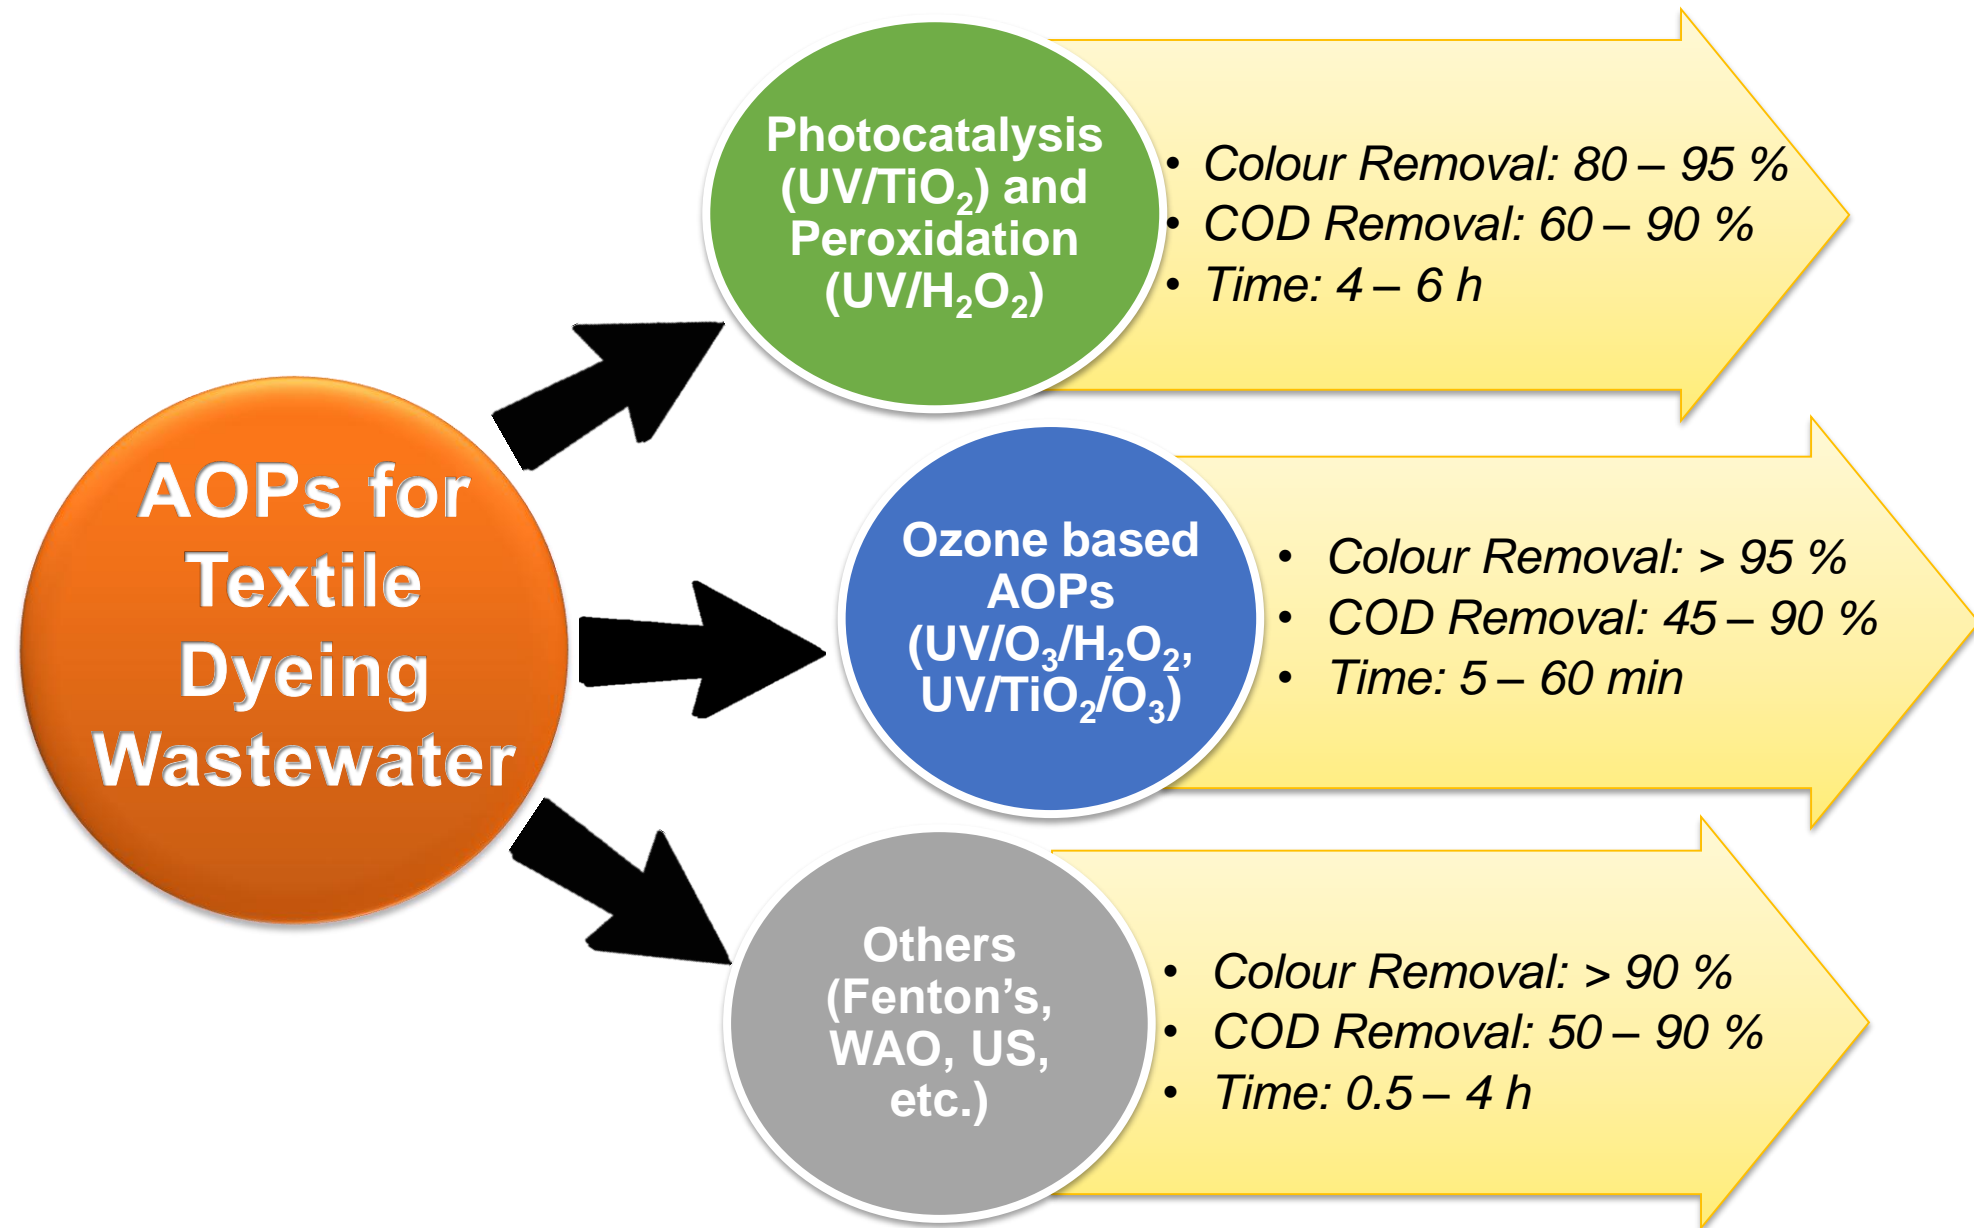 AOPs for
Textile
Dyeing
Wastewater
Photocatalysis
(UV/TiO₂) and
Peroxidation
(UV/H₂O₂)
• Colour Removal: 80 – 95 %
• COD Removal: 60 – 90 %
• Time: 4 – 6 h
Ozone based
AOPs
(UV/O₃/H₂O₂,
UV/TiO₂/O₃)
• Colour Removal: > 95 %
• COD Removal: 45 – 90 %
• Time: 5 – 60 min
Others
(Fenton’s,
WAO, US,
etc.)
• Colour Removal: > 90 %
• COD Removal: 50 – 90 %
• Time: 0.5 – 4 h